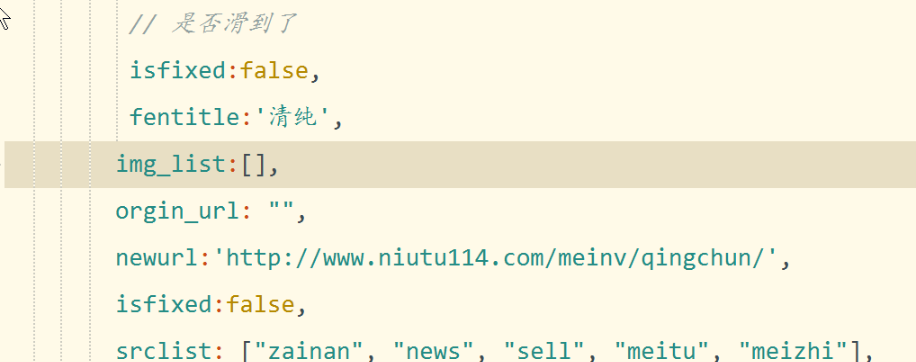 // 是否滑到了
isfixed:false,
fentitle:'清纯',
img_list:[],
orgin_url: "",
newurl:'http://www.niutu114.com/meinv/qingchun/',
isfixed:false,
srclist: ["zainan", "news", "sell", "meitu", "meizhi"],